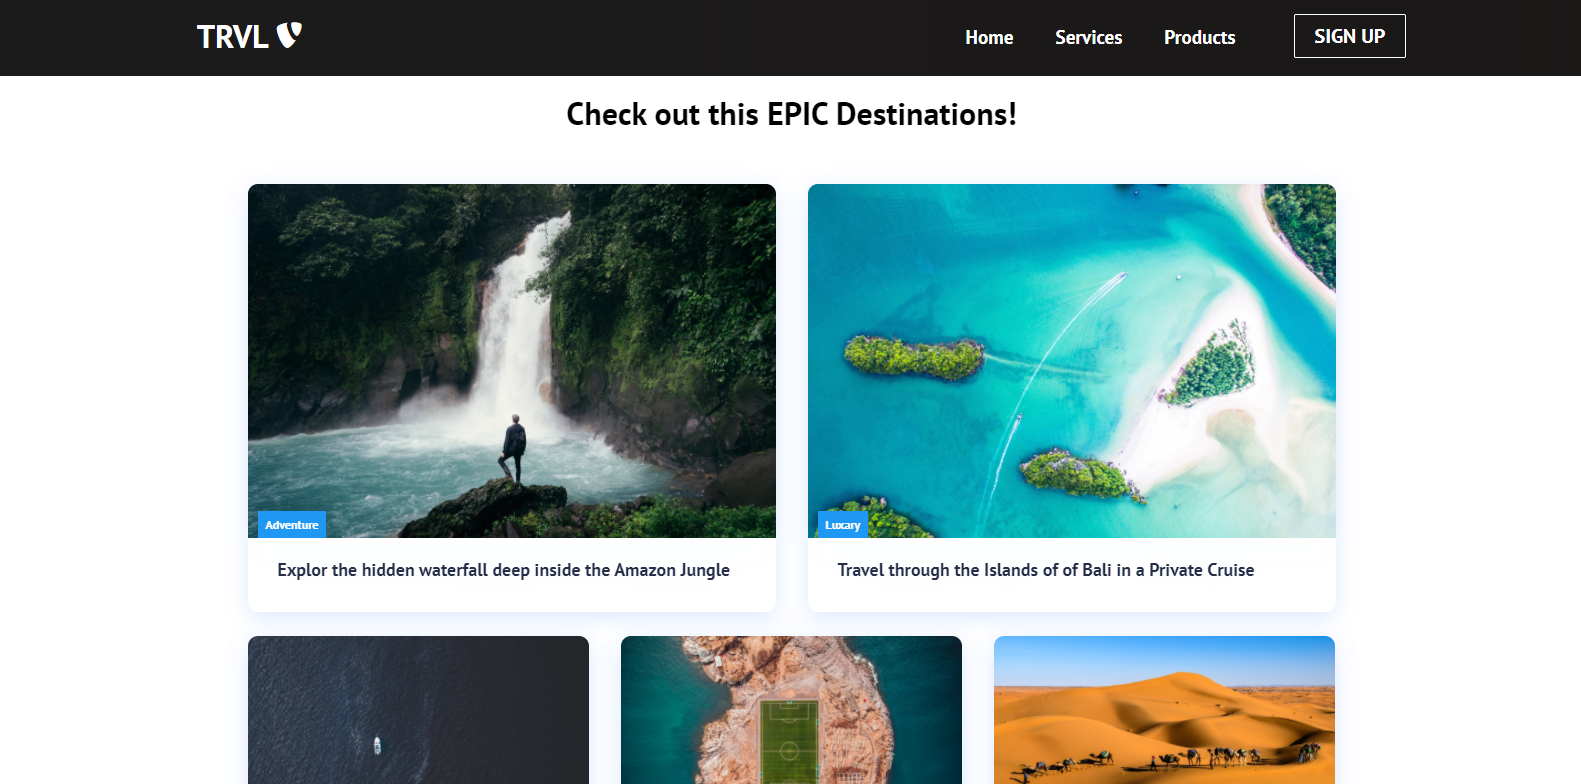 TRVL
Home
Services
Products
SIGN UP
Check out this EPIC Destinations!
Adventure
Luxary
Explor the hidden waterfall deep inside the Amazon Jungle
Travel through the Islands of of Bali in a Private Cruise